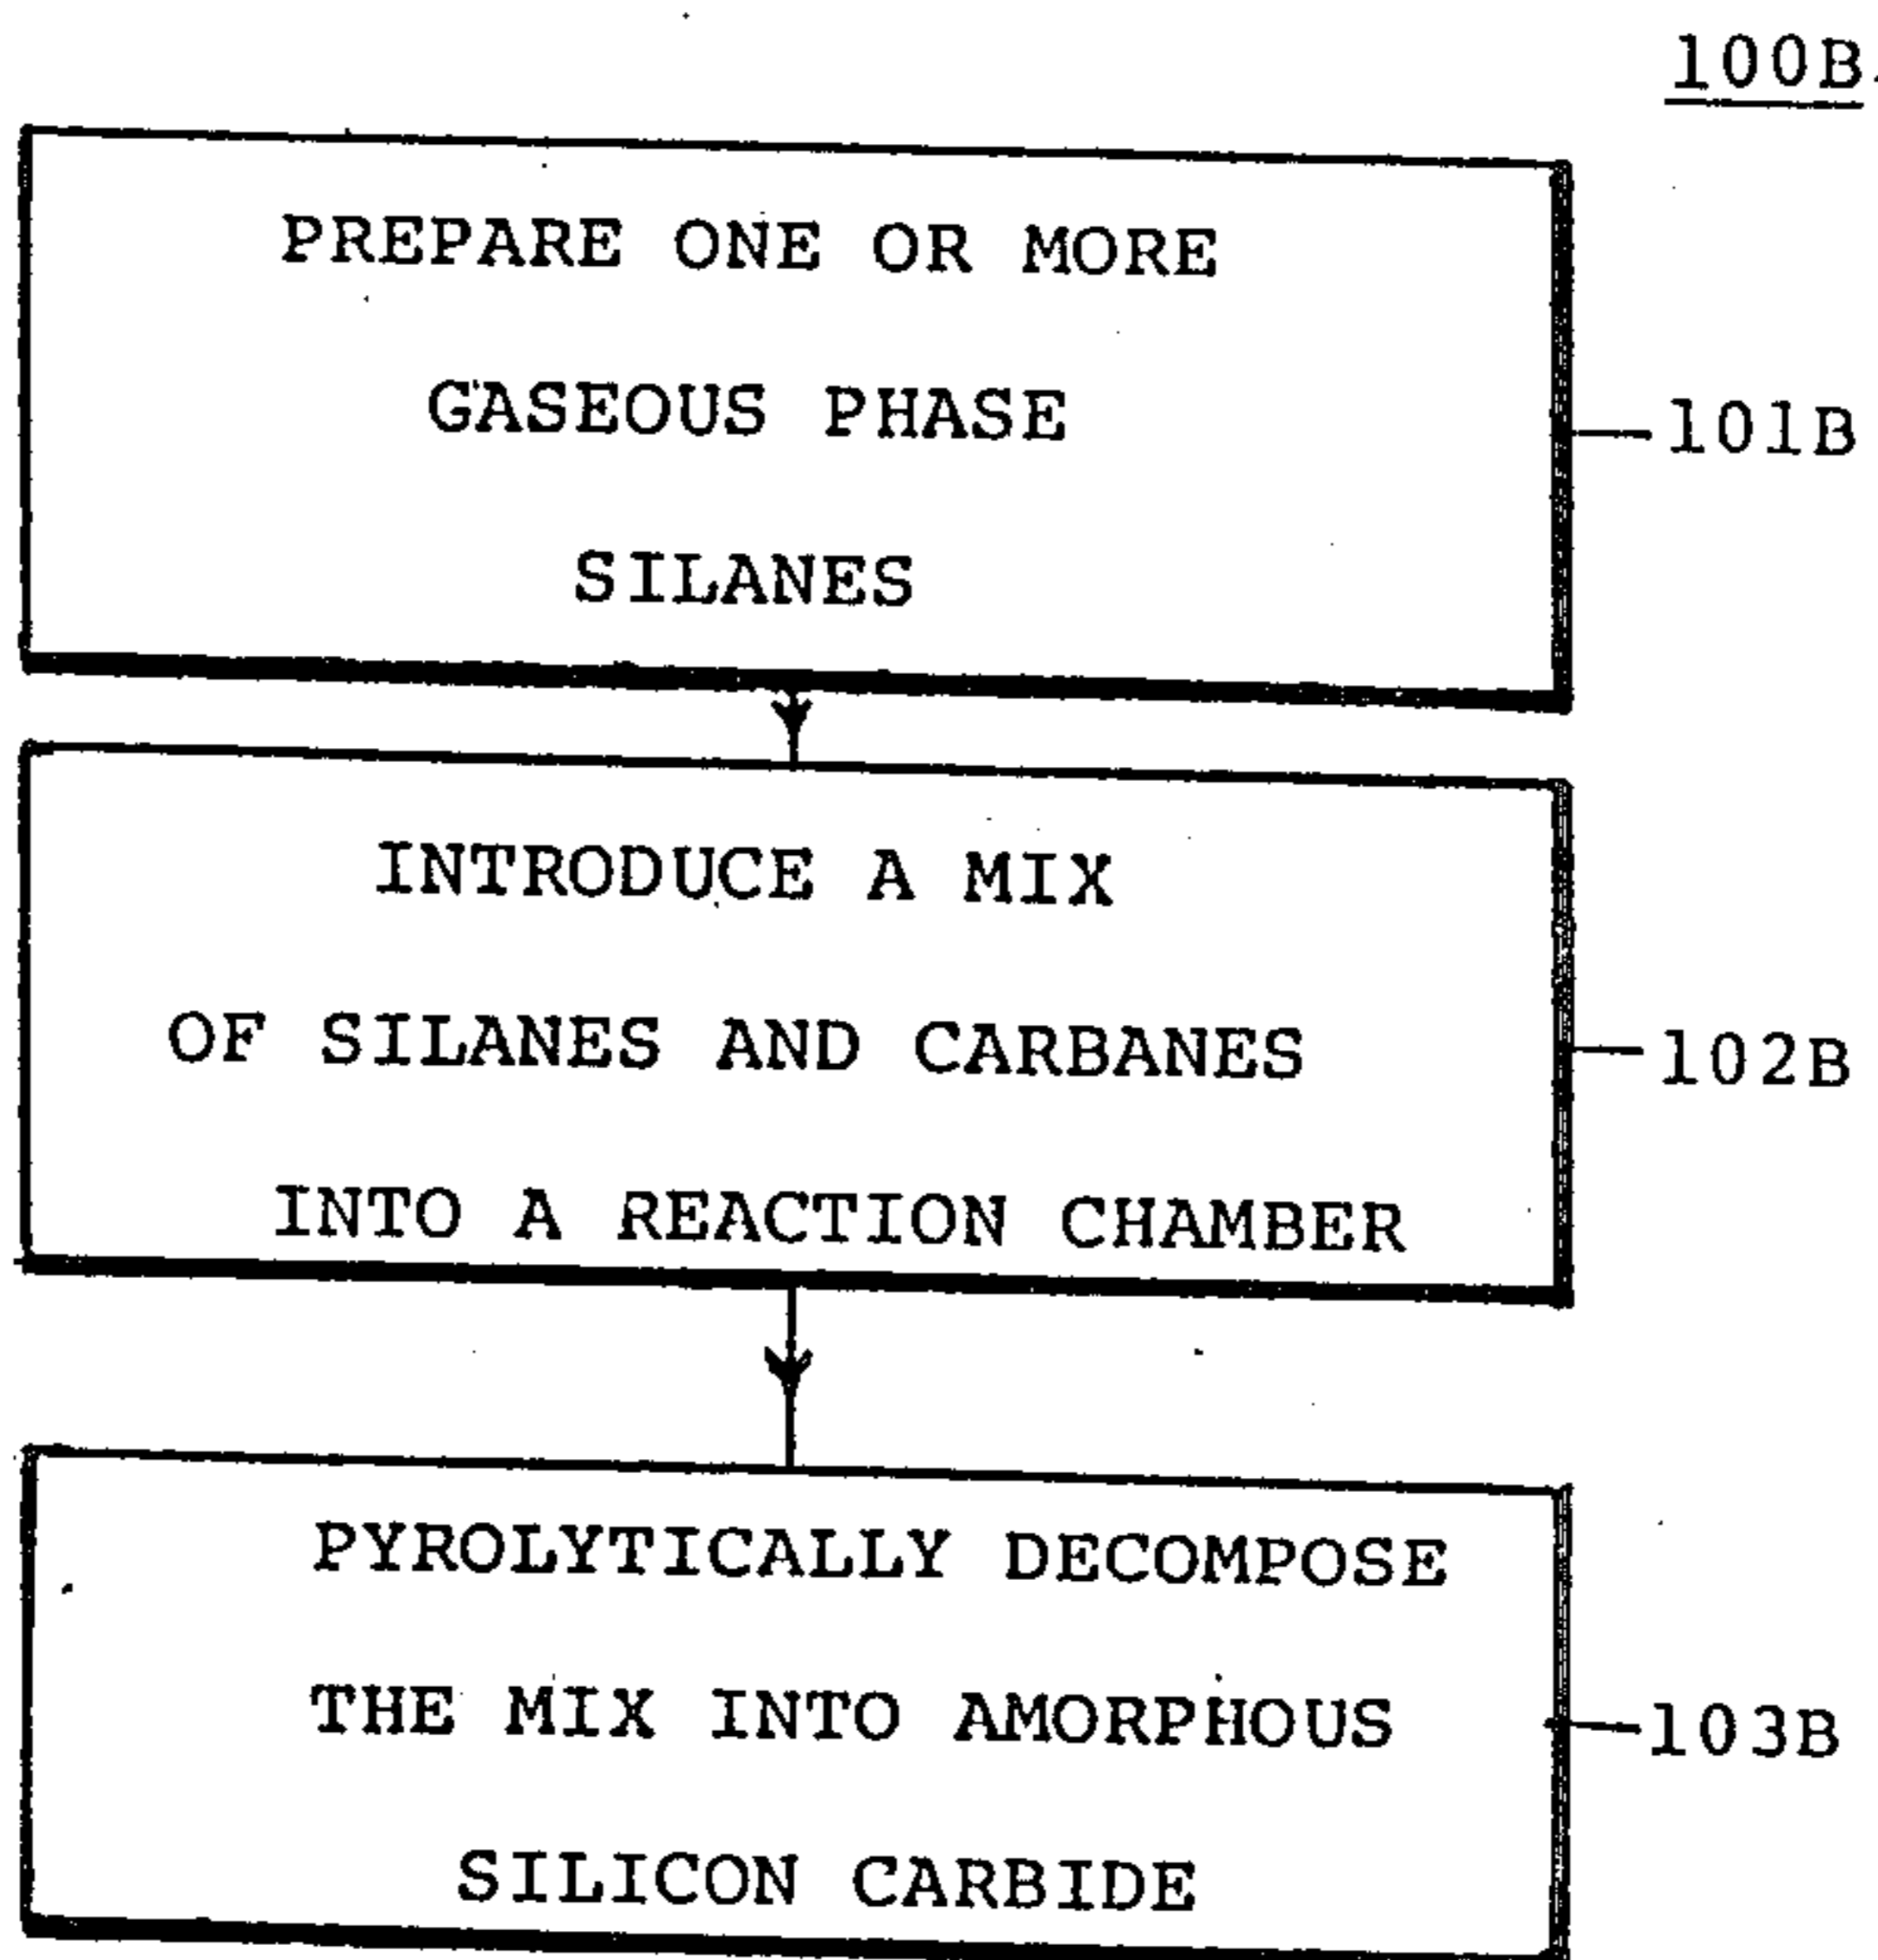 100B
PREPARE ONE OR MORE
GASEOUS PHASE
SILANES
101B
INTRODUCE A MIX
OF SILANES AND CARBANES
INTO A REACTION CHAMBER
102B
PYROLYTICALLY DECOMPOSE
THE MIX INTO AMORPHOUS
SILICON CARBIDE
103B